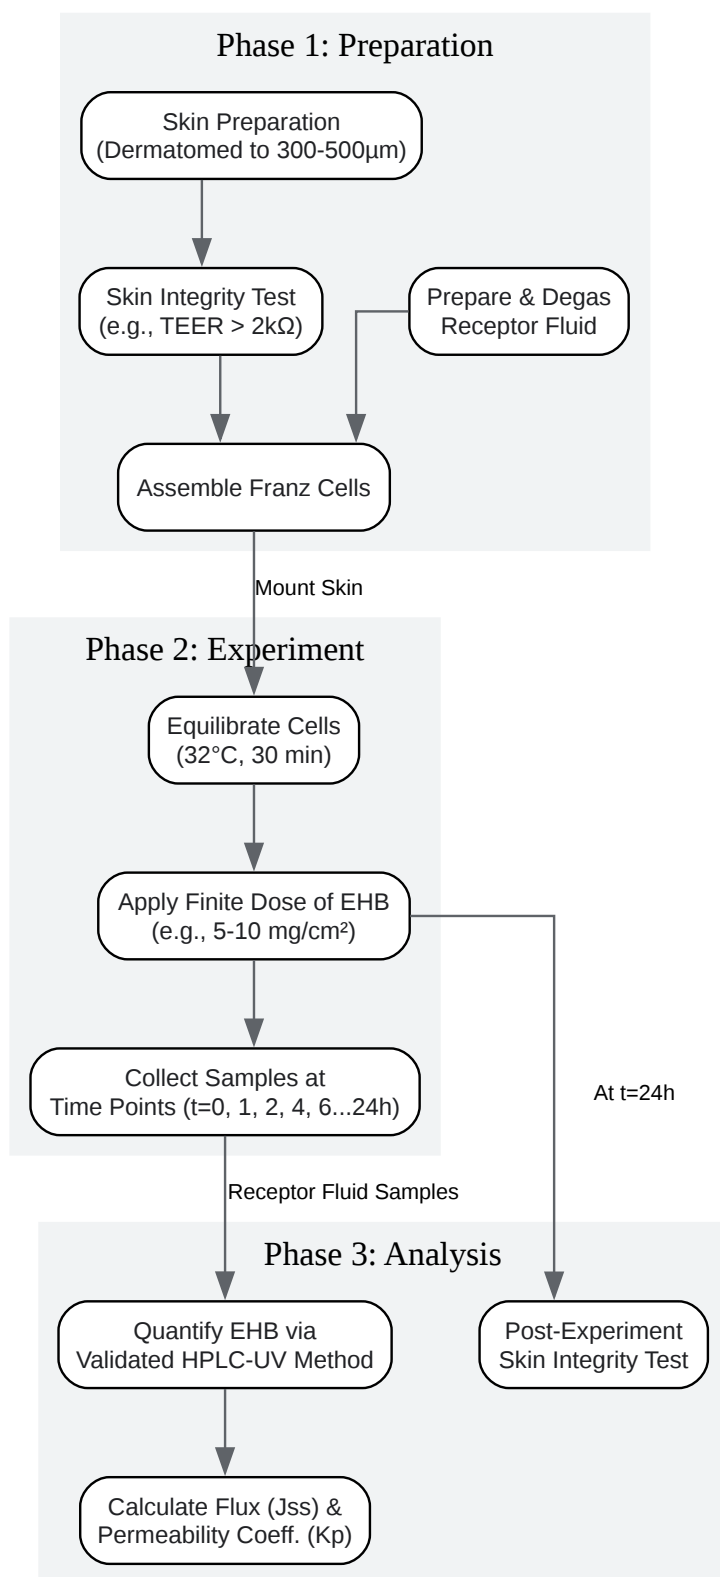 Phase 1: Preparation
Skin Preparation
(Dermatomed to 300-500µm)
Skin Integrity Test
(e.g., TEER > 2kΩ)
Prepare & Degas
Receptor Fluid
Assemble Franz Cells
Mount Skin
Phase 2: Experiment
Equilibrate Cells
(32°C, 30 min)
Apply Finite Dose of EHB
(e.g., 5-10 mg/cm²)
Collect Samples at
Time Points (t=0, 1, 2, 4, 6...24h)
At t=24h
Receptor Fluid Samples
Phase 3: Analysis
Quantify EHB via
Validated HPLC-UV Method
Post-Experiment
Skin Integrity Test
Calculate Flux (Jss) &
Permeability Coeff. (Kp)